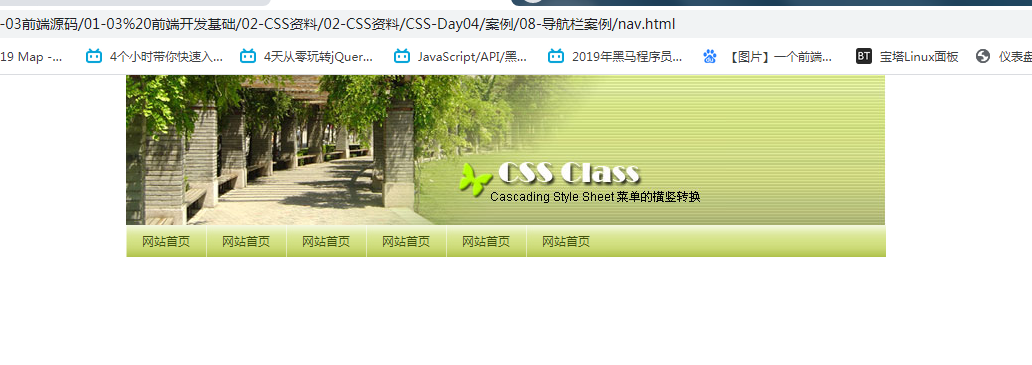 -03前端源码/01-03%20前端开发基础/02-CSS资料/02-CSS资料/CSS-Day04/案例/08-导航栏案例/nav.html
19 Map -... 4个小时带你快速入... 4天从零玩转jQuer... JavaScript/API/黑... 2019年黑马程序员... 【图片】一个前端... BT 宝塔Linux面板 仪表盘
CSS Class
Cascading Style Sheet 菜单的横竖转换
网站首页 网站首页 网站首页 网站首页 网站首页 网站首页